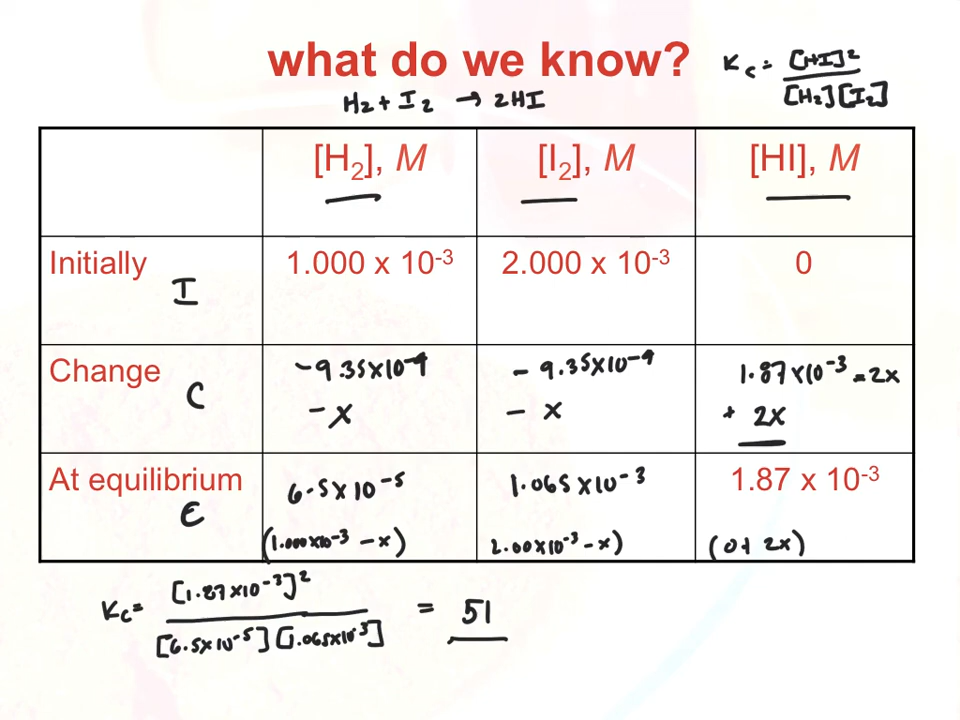 what do we know?
Kc = [HI]² / [H₂][I₂]
H₂ + I₂ → 2HI
[H₂], M [I₂], M [HI], M
Initially I 1.000 x 10⁻³ 2.000 x 10⁻³ 0
Change C -9.35x10⁻⁴ -9.35x10⁻⁴ 1.87x10⁻³ = 2x
-x -x + 2x
At equilibrium E 6.5x10⁻⁵ 1.065x10⁻³ 1.87 x 10⁻³
(1.000x10⁻³ -x) 2.00x10⁻³ -x) (0+ 2x)
Kc = [1.87x10⁻³]² / [6.5x10⁻⁵][1.065x10⁻³] = 51